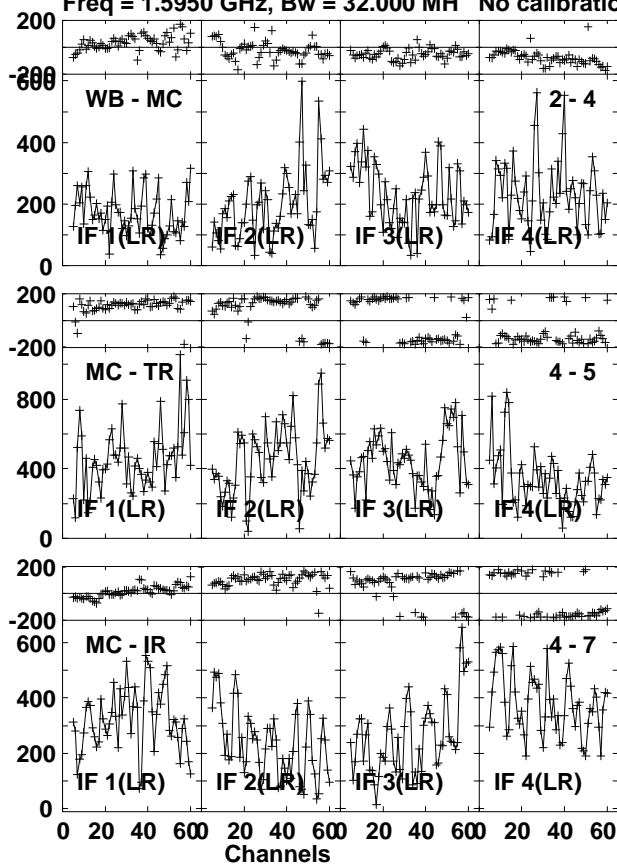 Freq = 1.5950 GHz, Bw = 32.000 MH No calibratio
200
-200
600
400
200
0
WB - MC
2 - 4
IF 1(LR)
IF 2(LR)
IF 3(LR)
IF 4(LR)
200
-200
800
400
0
MC - TR
4 - 5
IF 1(LR)
IF 2(LR)
IF 3(LR)
IF 4(LR)
200
-200
600
400
200
0
MC - IR
4 - 7
IF 1(LR)
IF 2(LR)
IF 3(LR)
IF 4(LR)
0 20 40 60 0 20 40 60 0 20 40 60 0 20 40 60
Channels